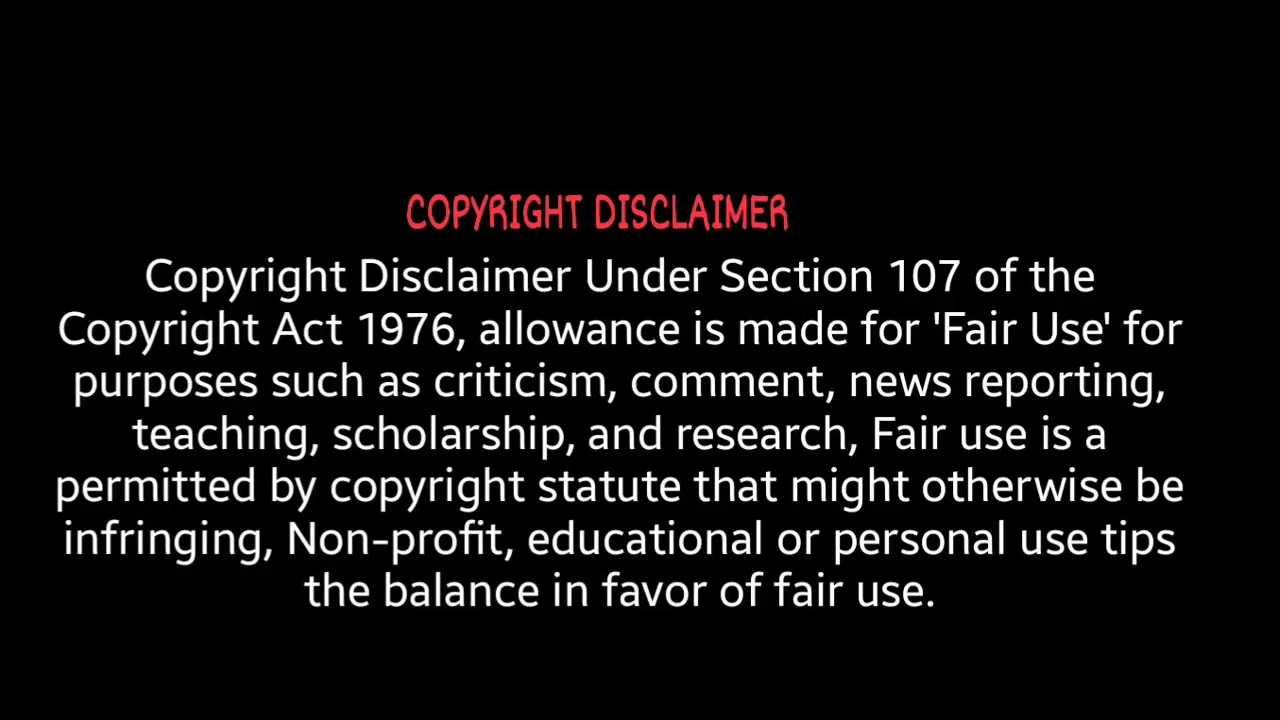 COPYRIGHT DISCLAIMER
Copyright Disclaimer Under Section 107 of the
Copyright Act 1976, allowance is made for 'Fair Use' for
purposes such as criticism, comment, news reporting,
teaching, scholarship, and research, Fair use is a
permitted by copyright statute that might otherwise be
infringing, Non-profit, educational or personal use tips
the balance in favor of fair use.